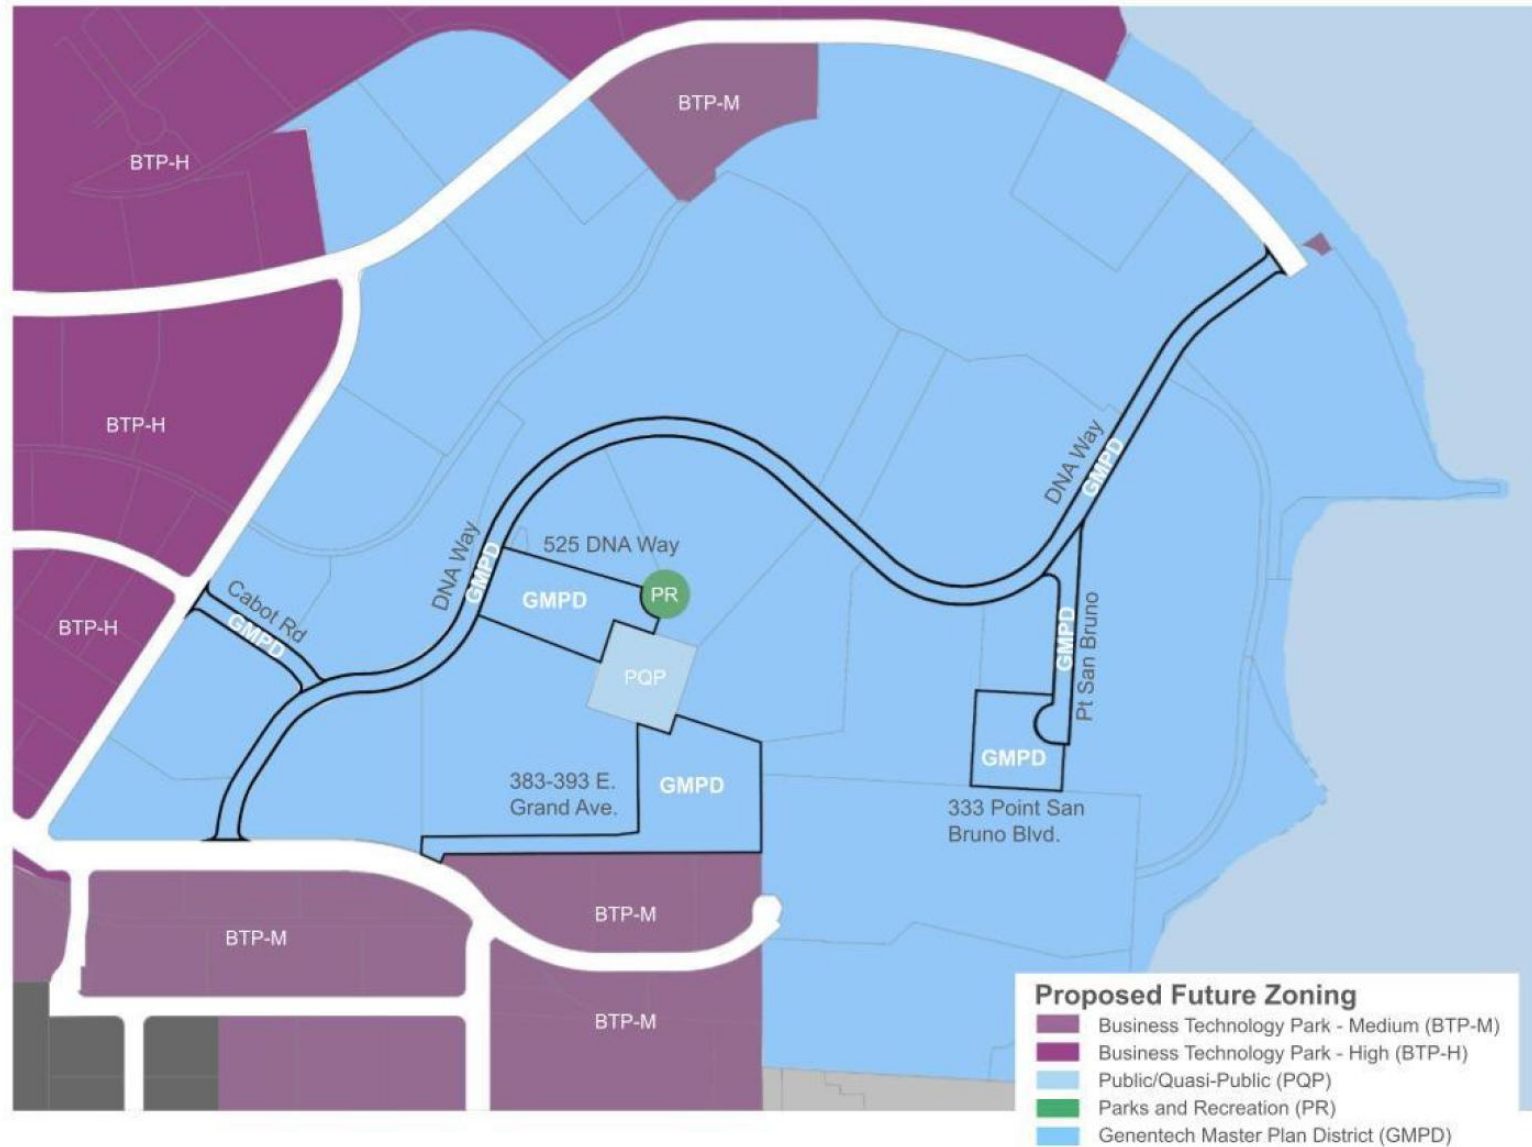 BTP-M
BTP-H
BTP-H
BTP-H
DNA Way
GMPD
DNA Way
GMPD
525 DNA Way
GMPD
PR
Cabot Rd
GMPD
GMPD
Pt San Bruno
PQP
GMPD
383-393 E.
Grand Ave.
GMPD
333 Point San
Bruno Blvd.
BTP-M
BTP-M
BTP-M
Proposed Future Zoning
Business Technology Park - Medium (BTP-M)
Business Technology Park - High (BTP-H)
Public/Quasi-Public (PQP)
Parks and Recreation (PR)
Genentech Master Plan District (GMPD)